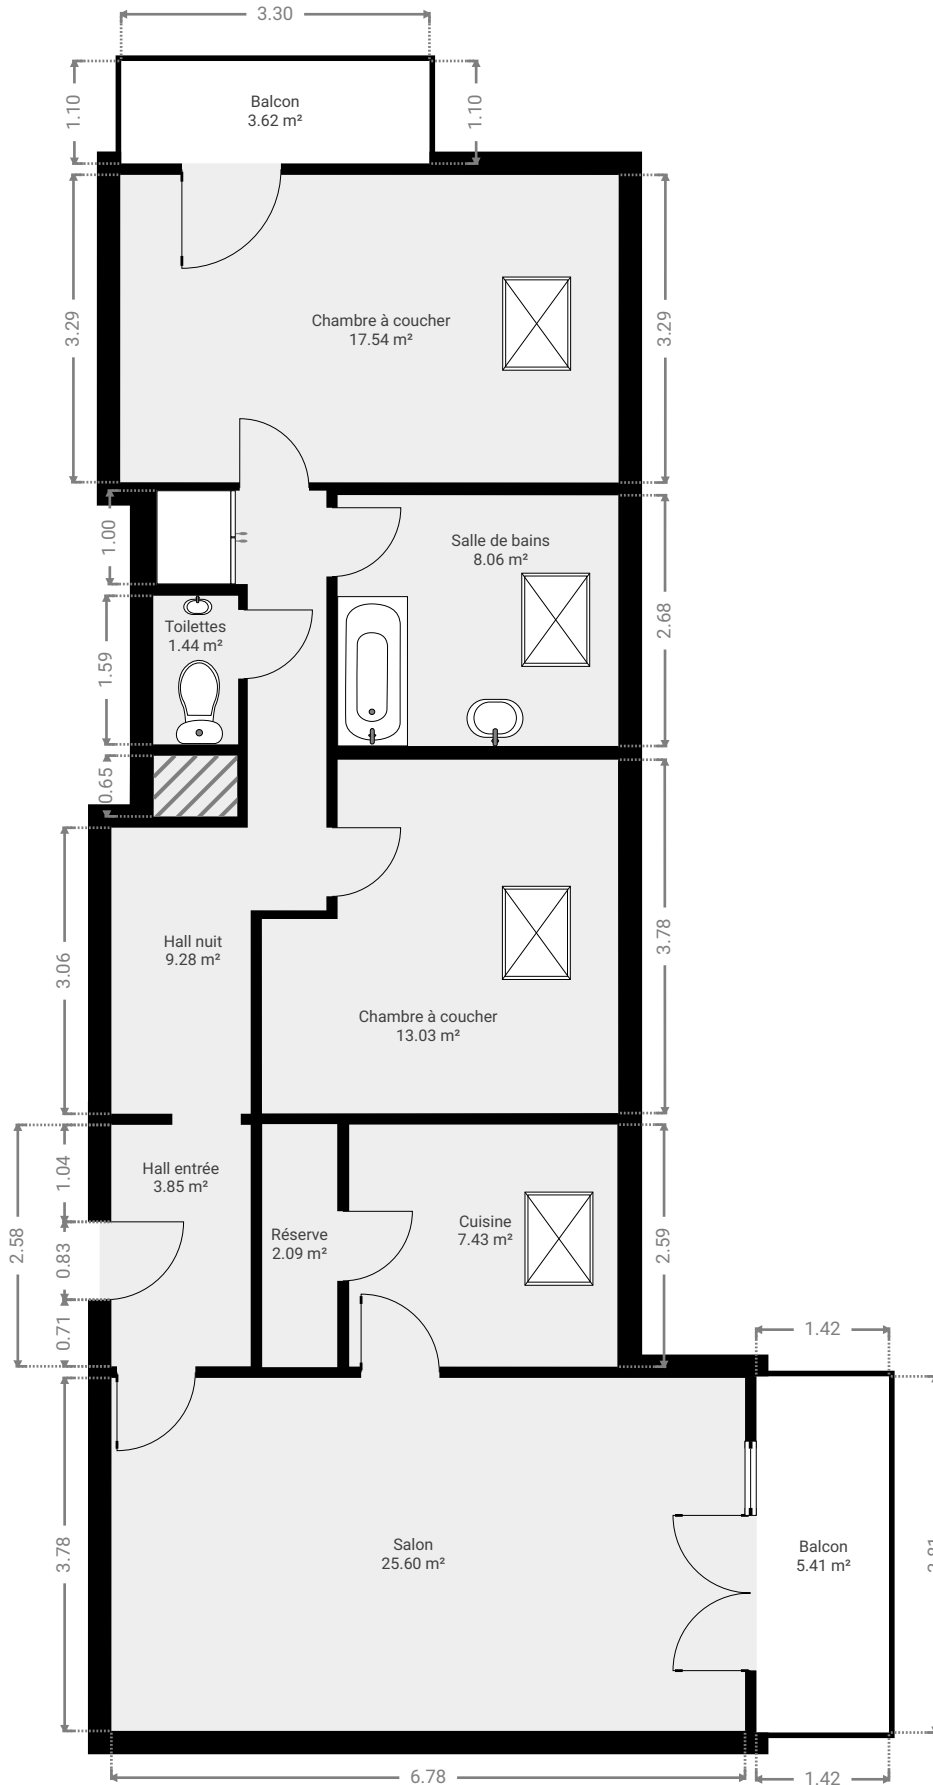 3.30
1.10
1.10
Balcon
3.62 m²
3.29
3.29
Chambre à coucher
17.54 m²
1.00
Salle de bains
8.06 m²
2.68
Toilettes
1.44 m²
1.59
0.65
3.78
Hall nuit
9.28 m²
3.06
Chambre à coucher
13.03 m²
1.04
Hall entrée
3.85 m²
2.58
0.83
Réserve
2.09 m²
Cuisine
7.43 m²
2.59
0.71
1.42
3.78
Salon
25.60 m²
Balcon
5.41 m²
6.78
1.42